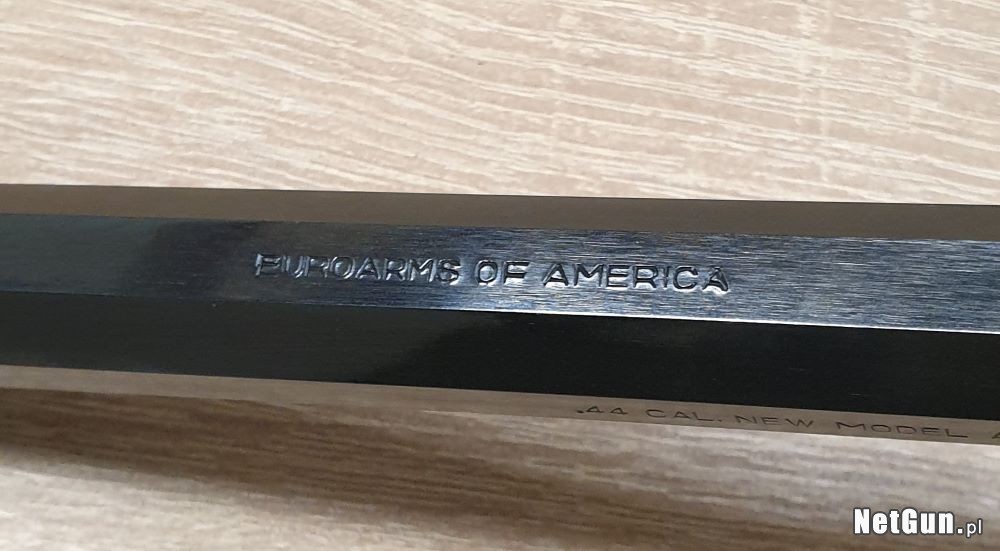 EUROARMS OF AMERICA
.44 CAL. NEW MODEL
NetGun.pl